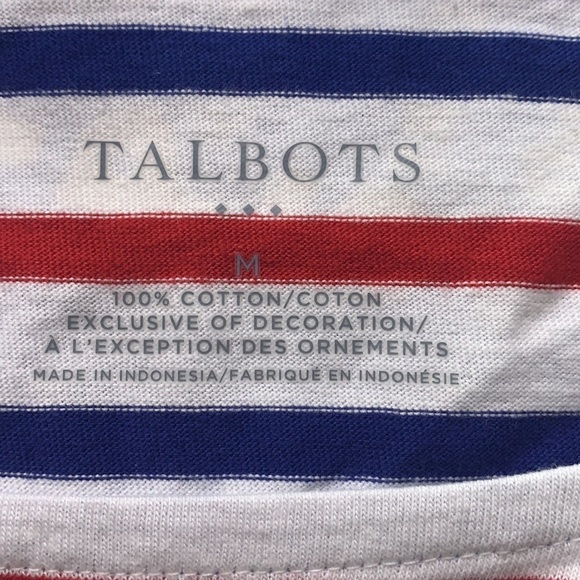 TALBOTS
M
100% COTTON/COTON
EXCLUSIVE OF DECORATION/
À L'EXCEPTION DES ORNEMENTS
MADE IN INDONESIA/FABRIQUÉ EN INDONÉSIE